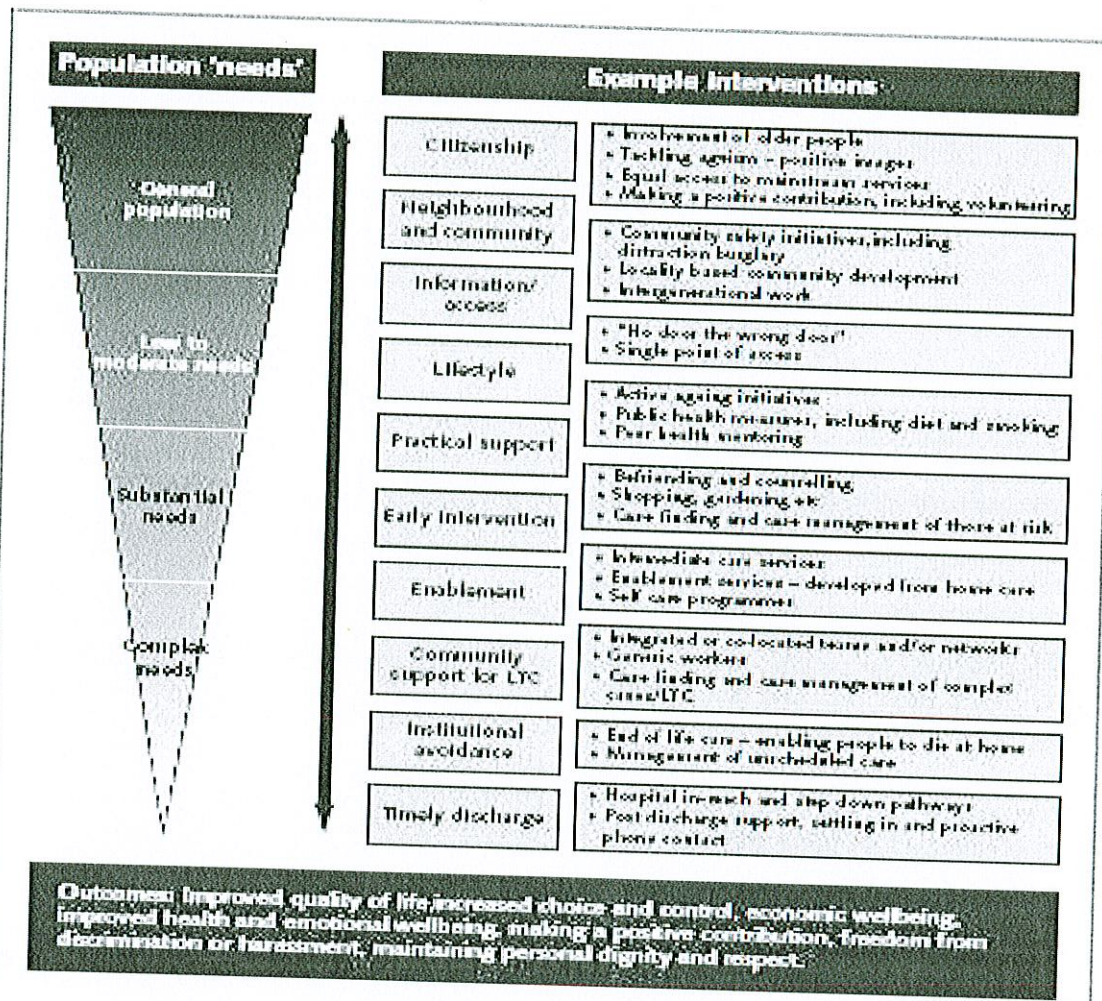 Population 'needs'
Example interventions
General
population
Low to
moderate needs
Substantial
needs
Complex
needs
Citizenship
• Involvement of older people
• Tackling ageism – positive images
• Equal access to mainstream services
• Making a positive contribution, including volunteering
Neighbourhood
and community
• Community safety initiatives, including
distraction burglary
• Locality based community development
• Intergenerational work
Information/
access
• "No door the wrong door"
• Single point of access
Lifestyle
• Active ageing initiatives
• Public health measures, including diet and smoking
• Peer health mentoring
Practical support
• Befriending and counselling
• Shopping, gardening etc
Early intervention
• Case finding and case management of those at risk
Enablement
• Intermediate care services
• Enablement services – developed from home care
• Self care programmes
Community
support for LTC
• Integrated or co-located teams and/or networks
• Generic workers
• Case finding and case management of complex
cases/LTC
Institutional
avoidance
• End of life care – enabling people to die at home
• Management of unscheduled care
Timely discharge
• Hospital in-reach and step down pathways
• Post discharge support, settling in and proactive
phone contact
Outcomes: Improved quality of life, increased choice and control, economic wellbeing,
improved health and emotional wellbeing, making a positive contribution, freedom from
discrimination or harassment, maintaining personal dignity and respect.